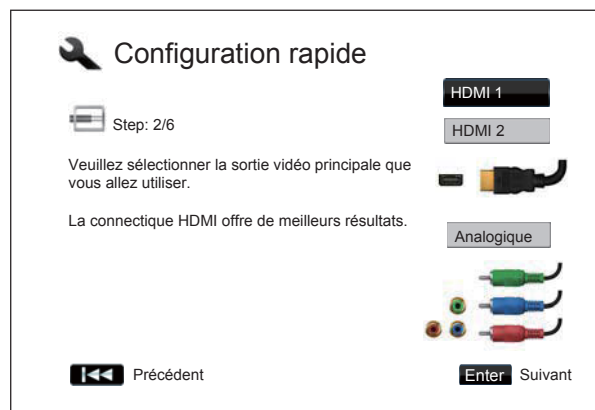 Configuration rapide
Step: 2/6
Veuillez sélectionner la sortie vidéo principale que
vous allez utiliser.
La connectique HDMI offre de meilleurs résultats.
HDMI 1
HDMI 2
Analogique
Précédent
Enter Suivant